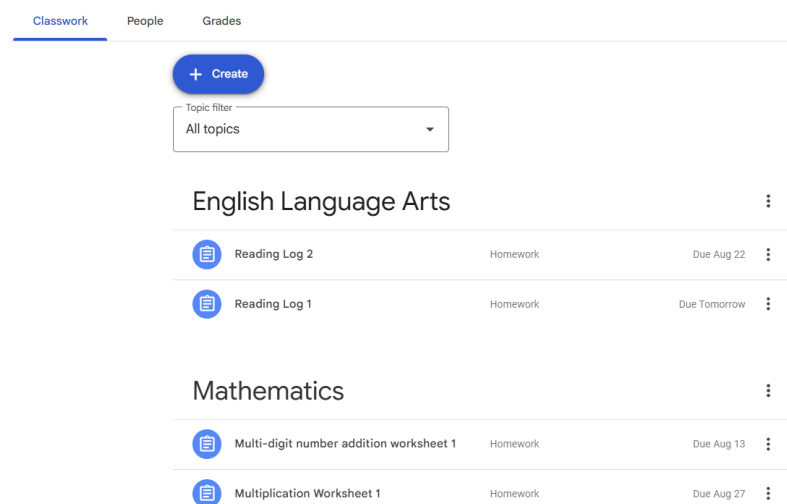 Classwork People Grades
+ Create
Topic filter
All topics
English Language Arts
Reading Log 2 Homework Due Aug 22
Reading Log 1 Homework Due Tomorrow
Mathematics
Multi-digit number addition worksheet 1 Homework Due Aug 13
Multiplication Worksheet 1 Homework Due Aug 27